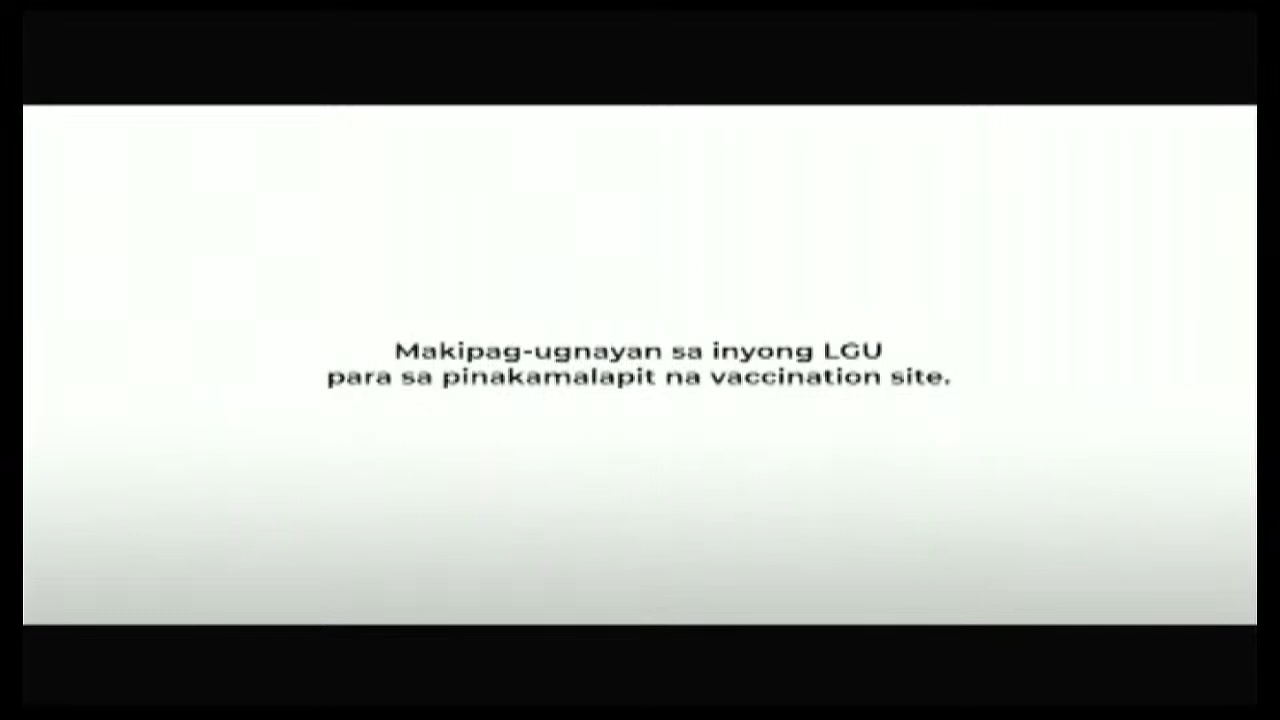 Makipag-ugnayan sa inyong LGU
para sa pinakamalapit na vaccination site.